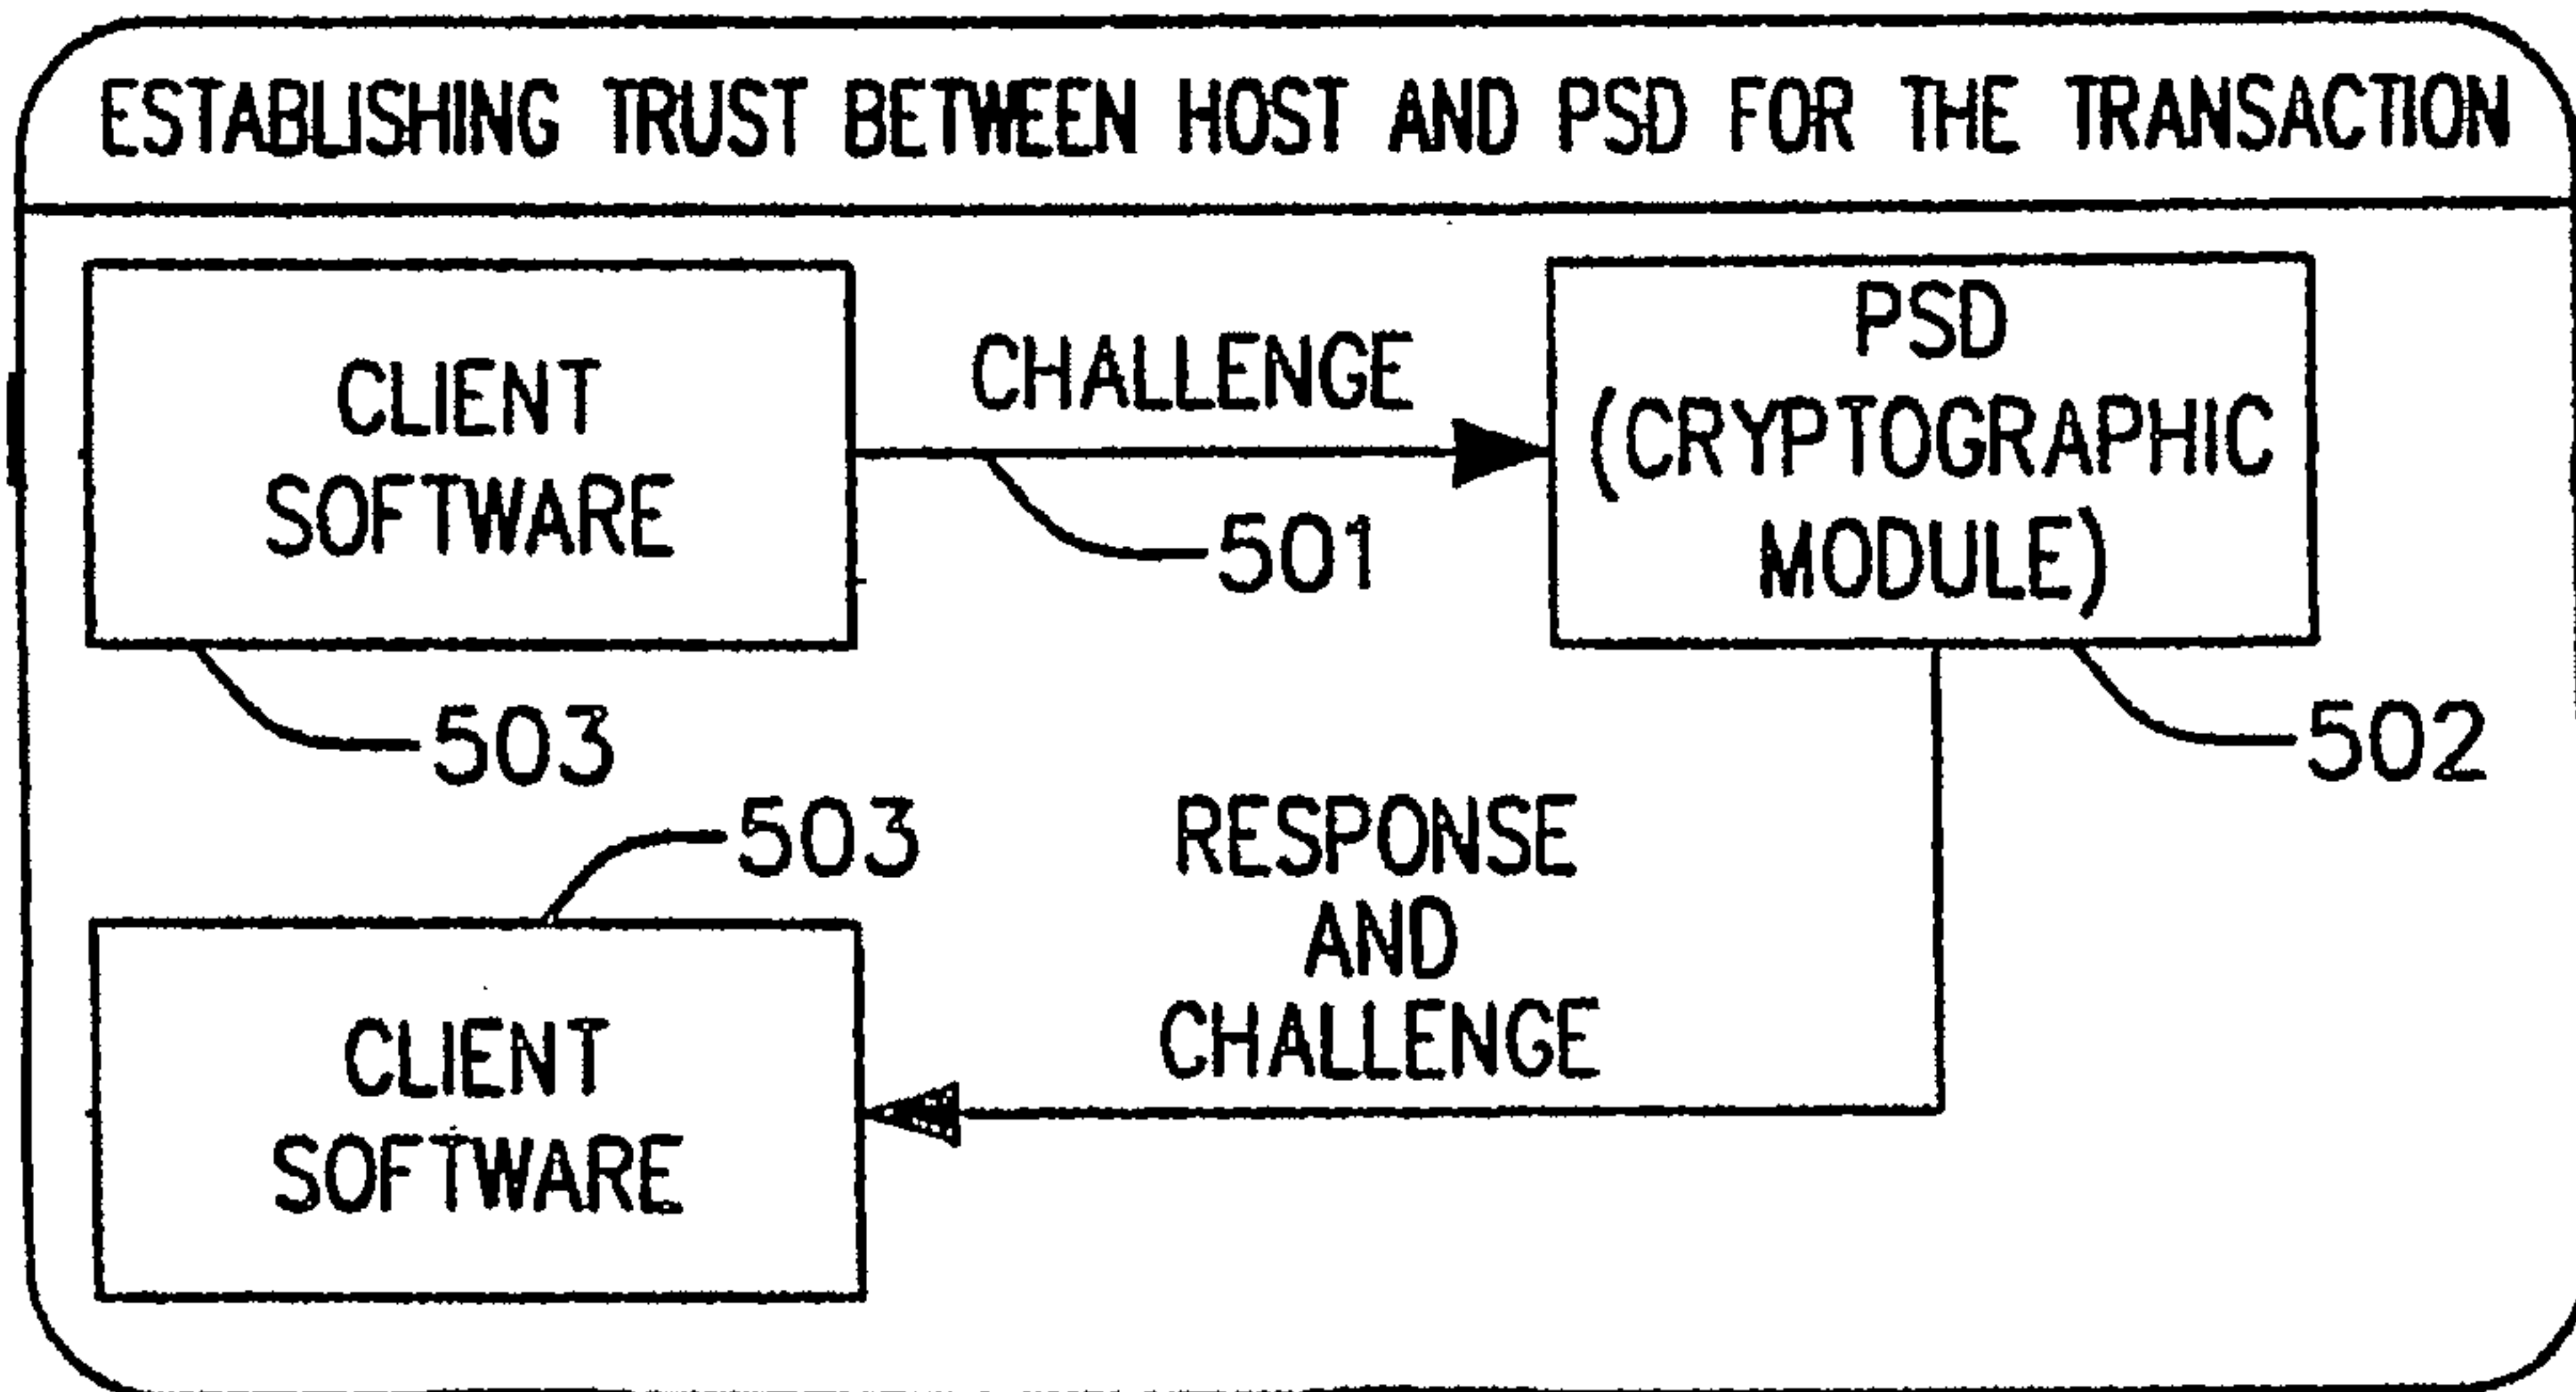 ESTABLISHING TRUST BETWEEN HOST AND PSD FOR THE TRANSACTION
CLIENT
SOFTWARE
503
CHALLENGE
501
PSD
(CRYPTOGRAPHIC
MODULE)
502
RESPONSE
AND
CHALLENGE
503
CLIENT
SOFTWARE